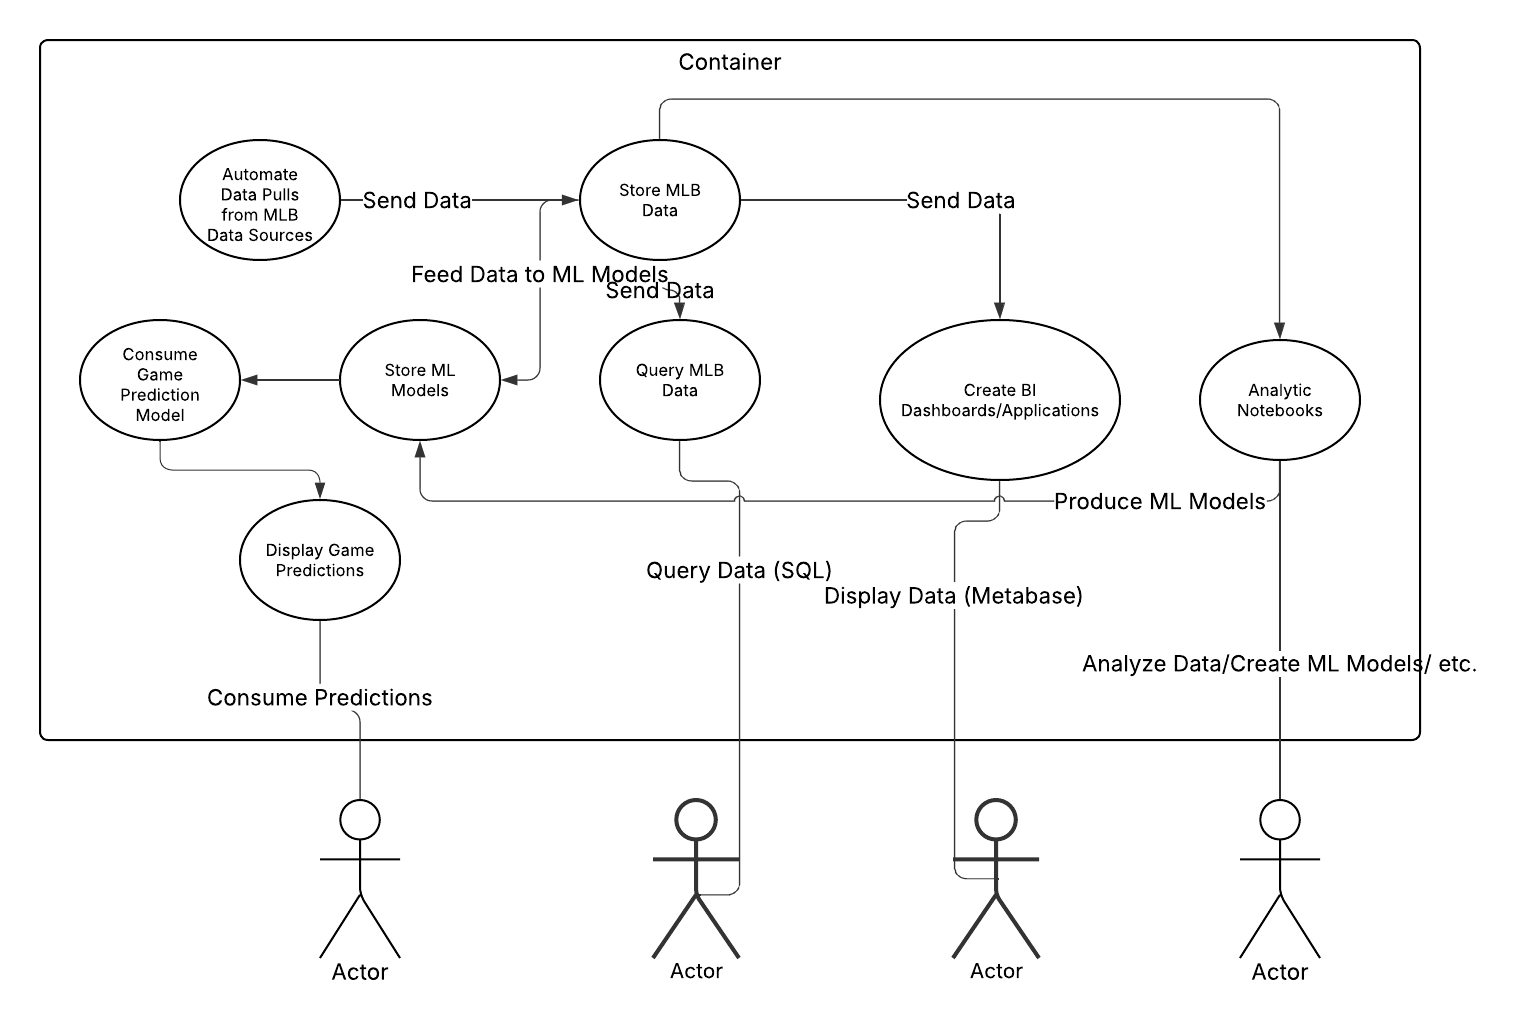 Container
Automate
Data Pulls
from MLB
Data Sources
Send Data
Store MLB
Data
Send Data
Feed Data to ML Models
Send Data
Consume
Game
Prediction
Model
Store ML
Models
Query MLB
Data
Create BI
Dashboards/Applications
Analytic
Notebooks
Produce ML Models
Display Game
Predictions
Query Data (SQL)
Display Data (Metabase)
Analyze Data/Create ML Models/ etc.
Consume Predictions
Actor
Actor
Actor
Actor